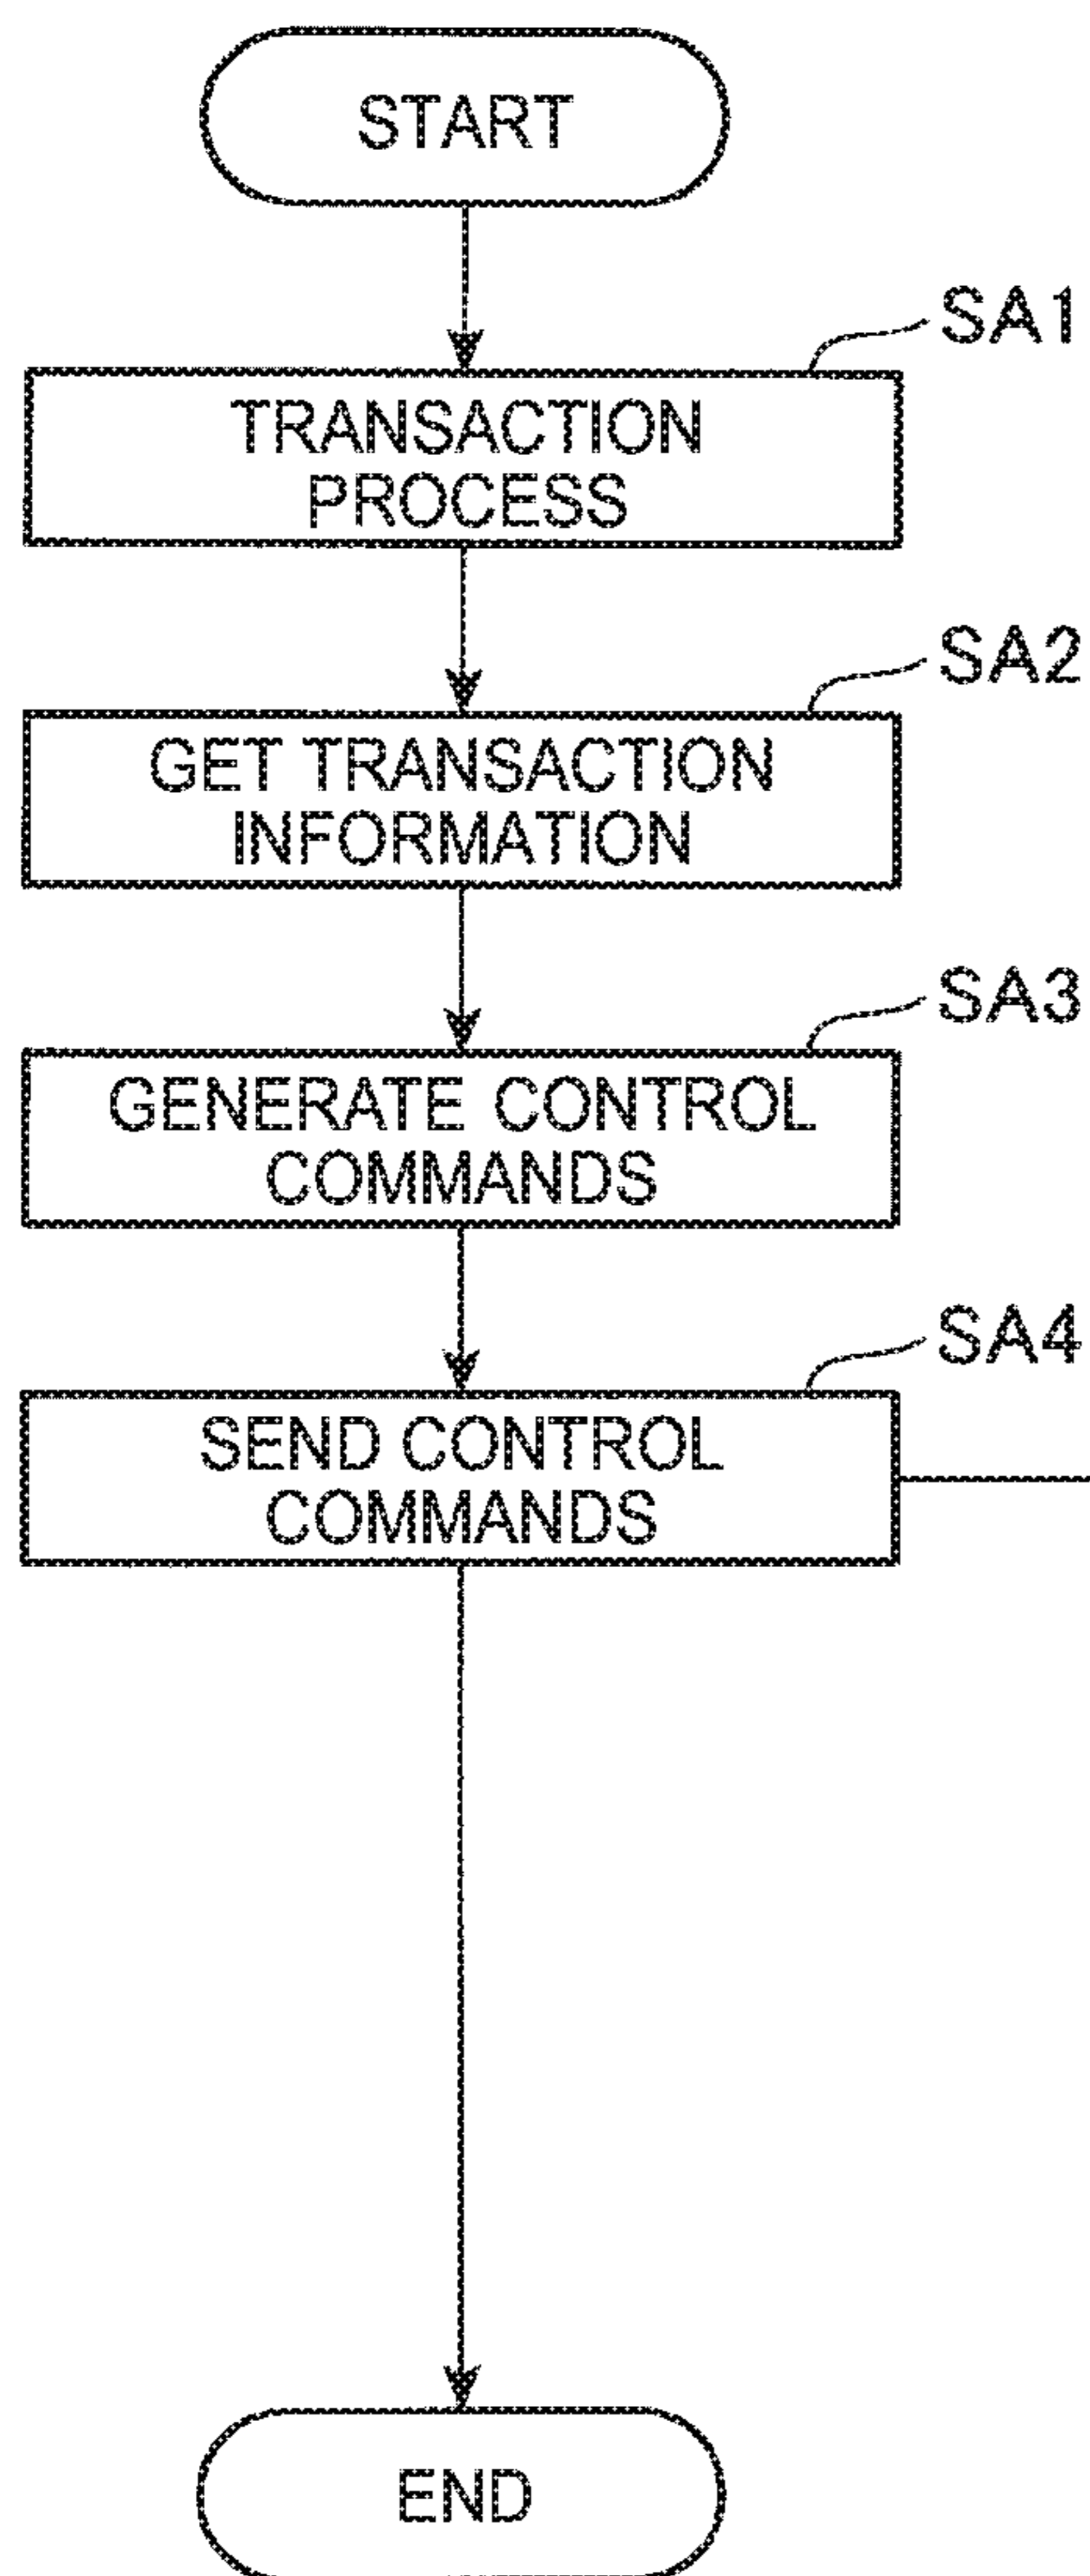 START
SA1
TRANSACTION
PROCESS
SA2
GET TRANSACTION
INFORMATION
SA3
GENERATE CONTROL
COMMANDS
SA4
SEND CONTROL
COMMANDS
END